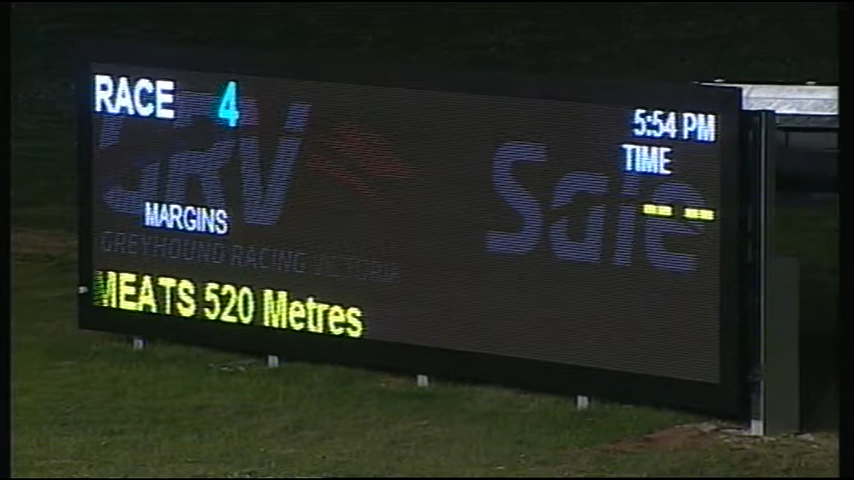 RACE 4
5:54 PM
TIME
GRV
Sale
-- --
MARGINS
GREYHOUND RACING VICTORIA
MEATS 520 Metres